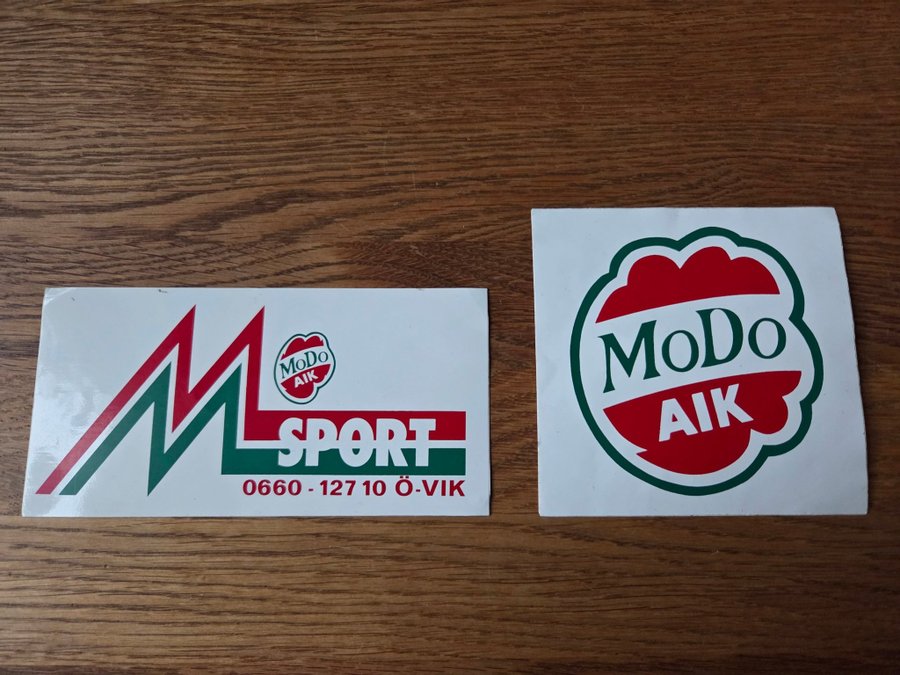 MoDo
AIK
SPORT
0660 - 127 10 Ö-VIK
MoDo
AIK